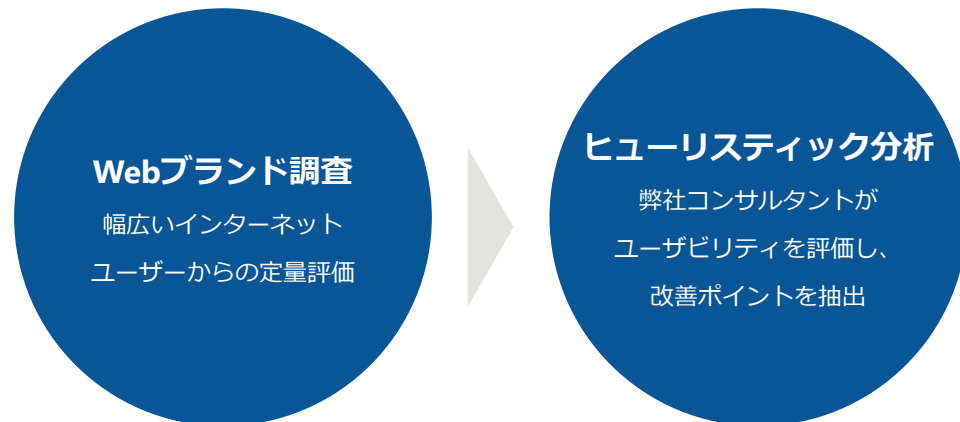 Webブランド調査
幅広いインターネット
ユーザーからの定量評価
ヒューリスティック分析
弊社コンサルタントが
ユーザビリティを評価し、
改善ポイントを抽出